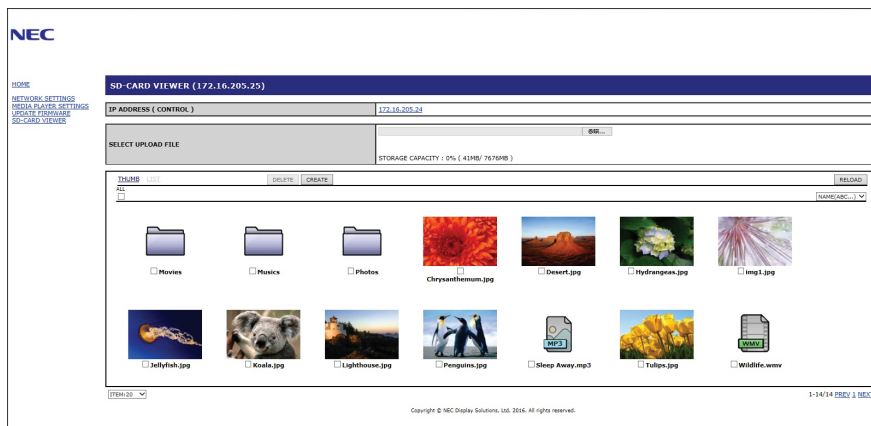 NEC
HOME
NETWORK SETTINGS
MEDIA PLAYER SETTINGS
UPDATE FIRMWARE
SD-CARD VIEWER
SD-CARD VIEWER (172.16.205.25)
IP ADDRESS ( CONTROL )
172.16.205.24
SELECT UPLOAD FILE
STORAGE CAPACITY : 0% ( 41MB/ 7676MB )
THUMB LIST DELETE CREATE RELOAD
ALL
NAME(ABC...)
Movies Musics Photos Chrysanthemum.jpg Desert.jpg Hydrangeas.jpg img1.jpg
MP3 WMV
Jellyfish.jpg Koala.jpg Lighthouse.jpg Penguins.jpg Sleep Away.mp3 Tulips.jpg Wildlife.wmv
ITEM:20
1-14/14 PREV 1 NEXT
Copyright © NEC Display Solutions, Ltd. 2016. All rights reserved.